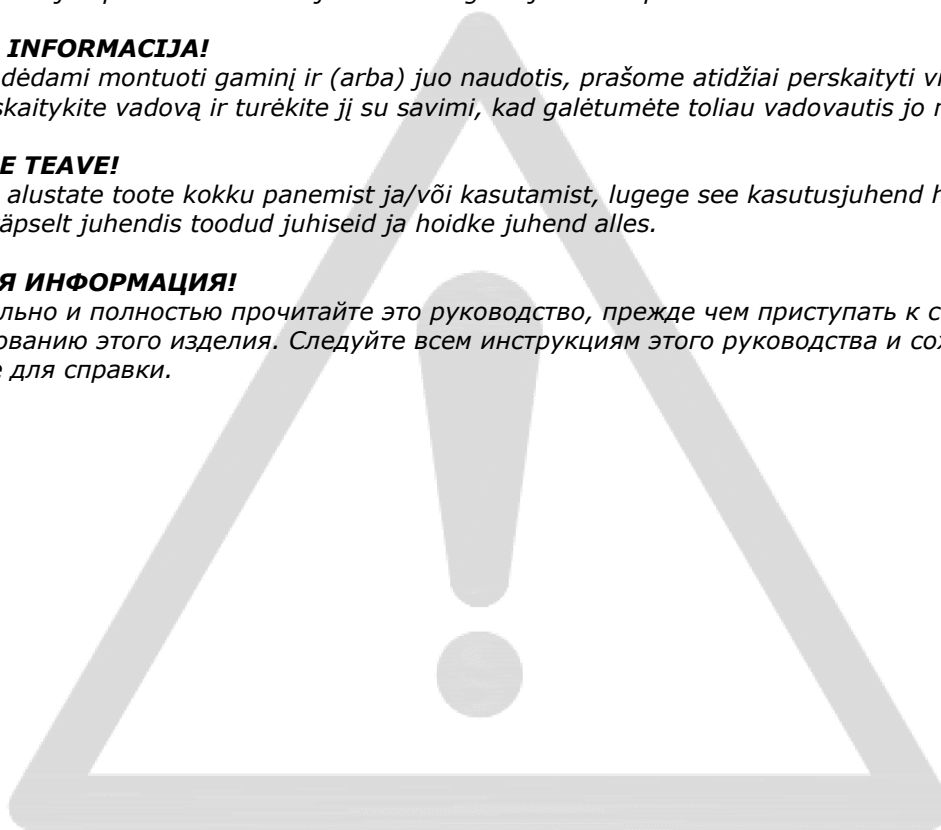 INFORMACIJA!
dėdami montuoti gaminį ir (arba) juo naudotis, prašome atidžiai perskaityti vi
skaitykite vadovą ir turėkite jį su savimi, kad galėtumėte toliau vadovautis jo n
E TEAVE!
alustate toote kokku panemist ja/või kasutamist, lugege see kasutusjuhend h
äpselt juhendis toodud juhiseid ja hoidke juhend alles.
Я ИНФОРМАЦИЯ!
льно и полностью прочитайте это руководство, прежде чем приступать к с
ованию этого изделия. Следуйте всем инструкциям этого руководства и сох
е для справки.